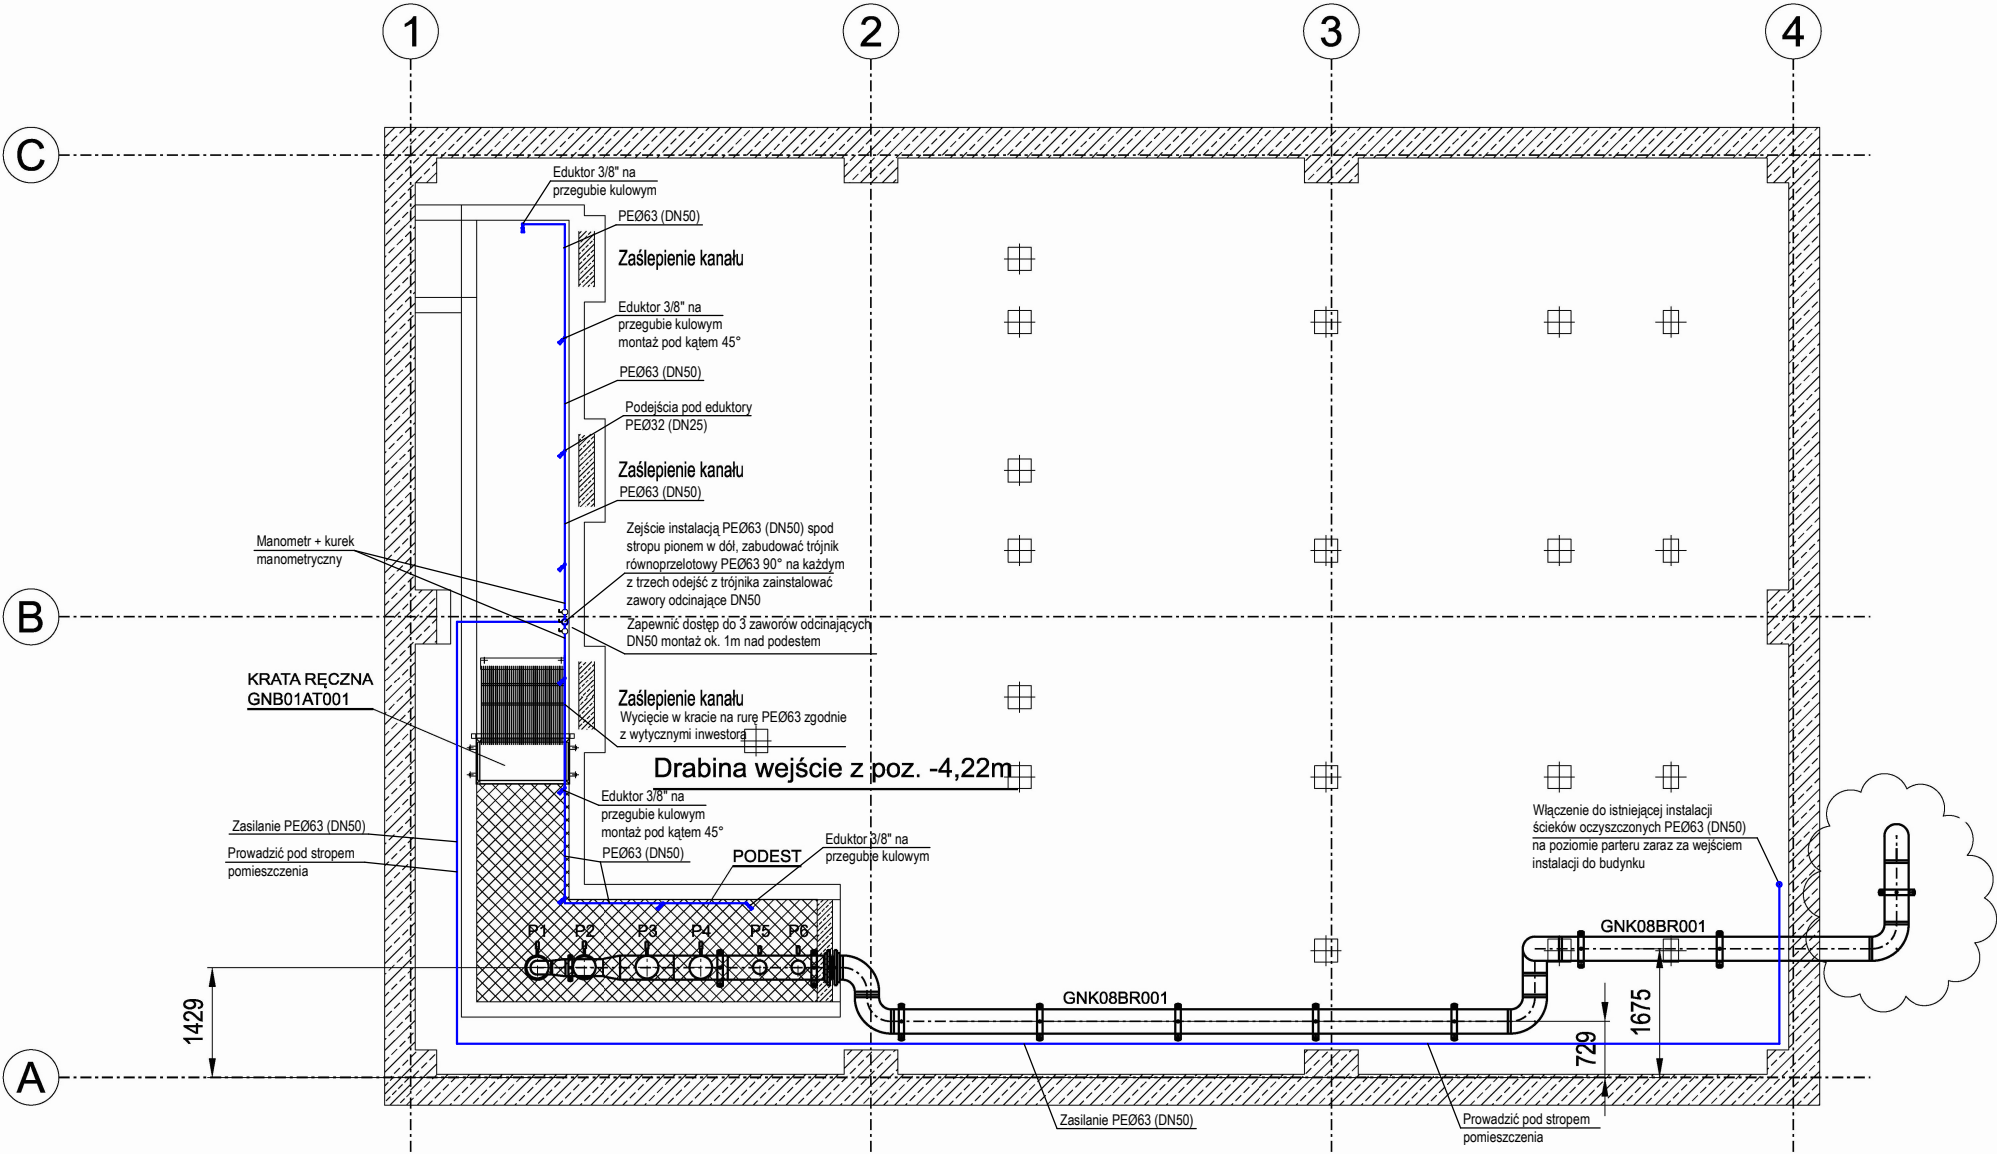 1
2
3
4
C
Eduktor 3/8" na
przegubie kulowym
PEØ63 (DN50)
Zaślepienie kanału
Eduktor 3/8" na
przegubie kulowym
montaż pod kątem 45°
PEØ63 (DN50)
Podejścia pod eduktory
PEØ32 (DN25)
Zaślepienie kanału
PEØ63 (DN50)
Manometr + kurek
manometryczny
Zejście instalacją PEØ63 (DN50) spod
stropu pionem w dół, zabudować trójnik
równoprzelotowy PEØ63 90° na każdym
z trzech odejść z trójnika zainstalować
zawory odcinające DN50
Zapewnić dostęp do 3 zaworów odcinających
DN50 montaż ok. 1m nad podestem
B
KRATA RĘCZNA
GNB01AT001
Zaślepienie kanału
Wycięcie w kracie na rurę PEØ63 zgodnie
z wytycznymi inwestora
Drabina wejście z poz. -4,22m
Eduktor 3/8" na
przegubie kulowym
montaż pod kątem 45°
PEØ63 (DN50)
PODEST
Eduktor 3/8" na
przegubie kulowym
Zasilanie PEØ63 (DN50)
Prowadzić pod stropem
pomieszczenia
Włączenie do istniejącej instalacji
ścieków oczyszczonych PEØ63 (DN50)
na poziomie parteru zaraz za wejściem
instalacji do budynku
P1 P2 P3 P4 P5 P6
GNK08BR001
GNK08BR001
1429
729
1675
A
Zasilanie PEØ63 (DN50)
Prowadzić pod stropem
pomieszczenia